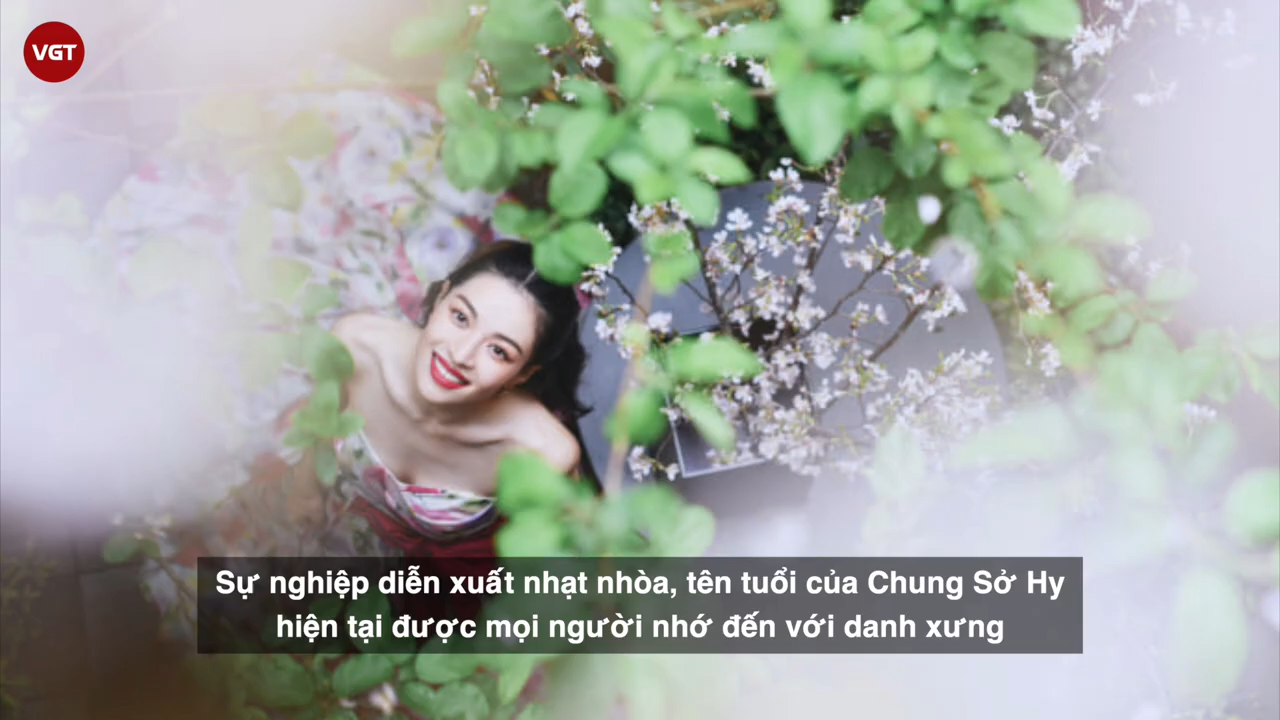 VGT
Sự nghiệp diễn xuất nhạt nhòa, tên tuổi của Chung Sở Hy
hiện tại được mọi người nhớ đến với danh xưng